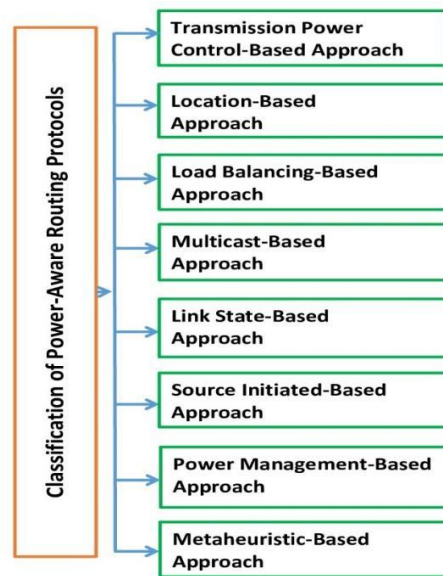 Classification of Power-Aware Routing Protocols
Transmission Power
Control-Based Approach
Location-Based
Approach
Load Balancing-Based
Approach
Multicast-Based
Approach
Link State-Based
Approach
Source Initiated-Based
Approach
Power Management-Based
Approach
Metaheuristic-Based
Approach